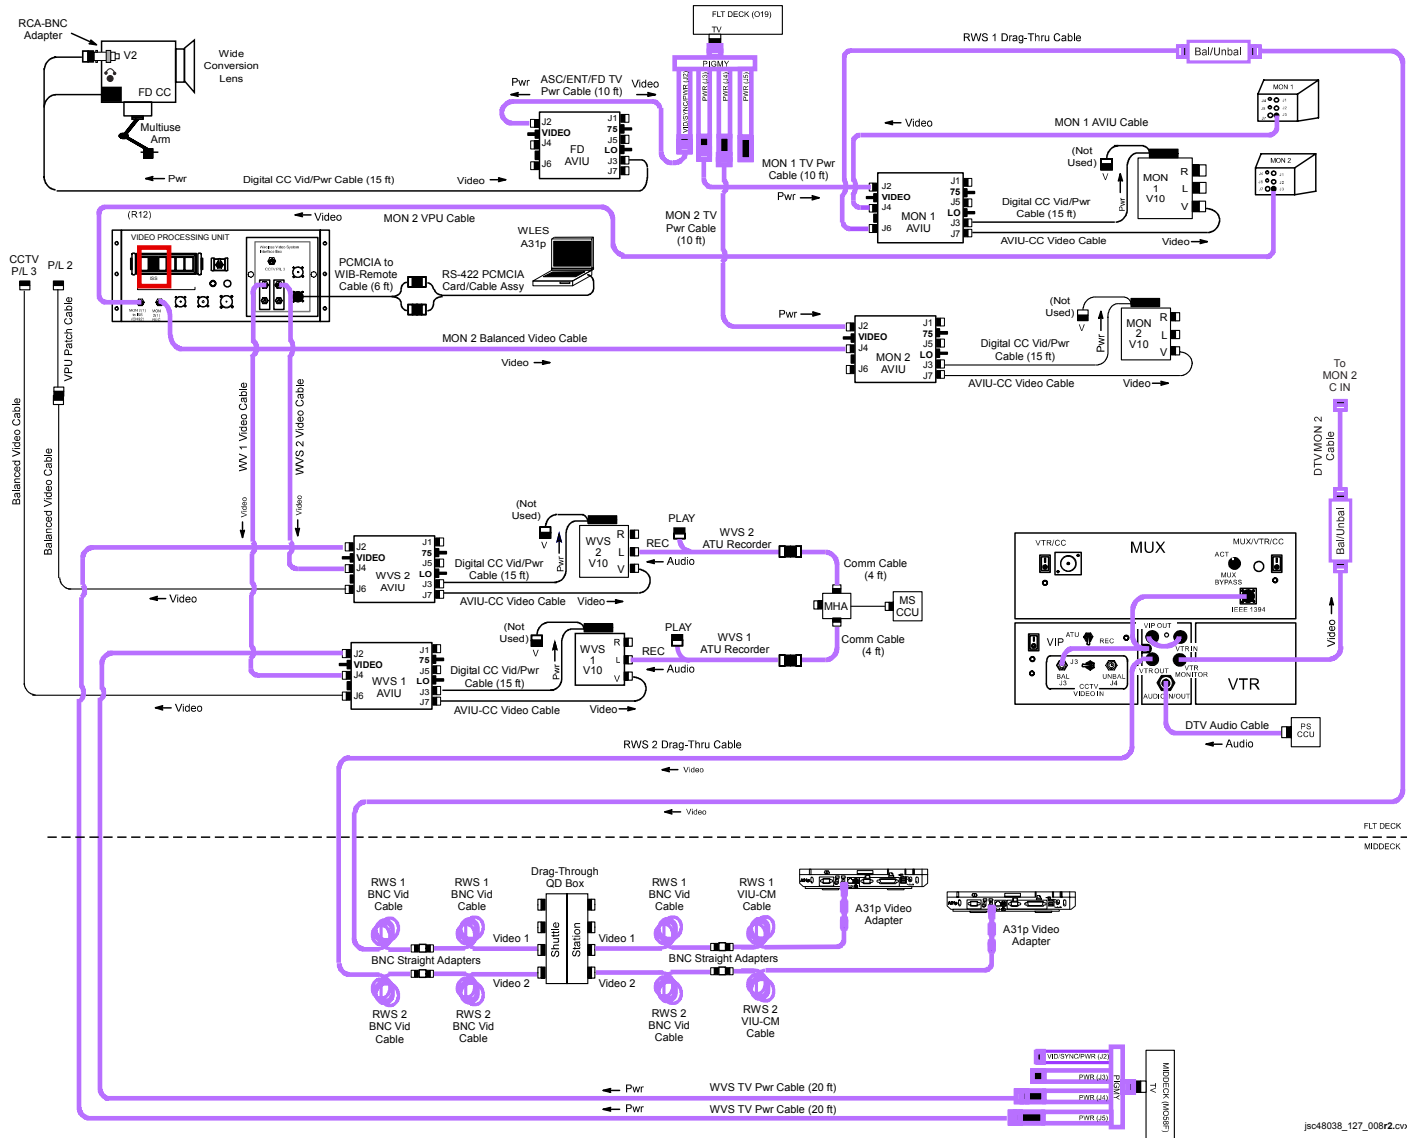 RCA-BNC
Adapter
V2
FD CC
Wide
Conversion
Lens
Multiuse
Arm
Pwr
Digital CC Vid/Pwr Cable (15 ft)
Video
Pwr
ASC/ENT/FD TV
Pwr Cable (10 ft)
Video
J2
VIDEO
J4
J6
FD
AVIU
J1
75
J5
LO
J3
J7
FLT DECK (O19)
TV
PIGMY
VID/SYNC/PWR (J2)
PWR (J3)
PWR (J4)
PWR (J5)
RWS 1 Drag-Thru Cable
Bal/Unbal
MON 1
MON 2
Video
MON 1 AVIU Cable
MON 1 TV Pwr
Cable (10 ft)
Pwr
MON 2 TV
Pwr Cable
(10 ft)
J2
VIDEO
J4
J6
MON 1
AVIU
J1
75
J5
LO
J3
J7
(Not
Used)
V
Digital CC Vid/Pwr
Cable (15 ft)
Pwr
MON
1
V10
R
L
V
AVIU-CC Video Cable
Video
(R12)
Video
MON 2 VPU Cable
VIDEO PROCESSING UNIT
ISS
Wireless Video System
Interface Box
WLES
A31p
PCMCIA to
WIB-Remote
Cable (6 ft)
RS-422 PCMCIA
Card/Cable Assy
CCTV
P/L 3
P/L 2
VPU Patch Cable
Balanced Video Cable
Balanced Video Cable
MON 2 Balanced Video Cable
Video
Pwr
J2
VIDEO
J4
J6
MON 2
AVIU
J1
75
J5
LO
J3
J7
(Not
Used)
V
Digital CC Vid/Pwr
Cable (15 ft)
Pwr
MON
2
V10
R
L
V
AVIU-CC Video Cable
Video
WV 1 Video Cable
WVS 2 Video Cable
Video
Video
To
MON 2
C IN
DTV MON 2
Cable
Bal/Unbal
Video
J2
VIDEO
J4
J6
WVS 2
AVIU
J1
75
J5
LO
J3
J7
(Not
Used)
V
Digital CC Vid/Pwr
Cable (15 ft)
Pwr
WVS
2
V10
R
L
V
AVIU-CC Video Cable
Video
PLAY
REC
WVS 2
ATU Recorder
Audio
Comm Cable
(4 ft)
MHA
MS
CCU
Comm Cable
(4 ft)
Video
J2
VIDEO
J4
J6
WVS 1
AVIU
J1
75
J5
LO
J3
J7
(Not
Used)
V
Digital CC Vid/Pwr
Cable (15 ft)
Pwr
WVS
1
V10
R
L
V
AVIU-CC Video Cable
Video
PLAY
REC
WVS 1
ATU Recorder
Audio
Video
VTR/CC
MUX
MUX/VTR/CC
ACT
MUX
BYPASS
IEEE 1394
VIP
ATU
REC
J3
BAL
J3
CCTV
VIDEO IN
UNBAL
J4
VIP OUT
VTR IN
VTR OUT
VTR
MONITOR
AUDIO IN/OUT
VTR
DTV Audio Cable
Audio
PS
CCU
RWS 2 Drag-Thru Cable
Video
Video
FLT DECK
MIDDECK
RWS 1
BNC Vid
Cable
RWS 1
BNC Vid
Cable
Drag-Through
QD Box
Shuttle
Station
RWS 1
BNC Vid
Cable
RWS 1
VIU-CM
Cable
A31p Video
Adapter
A31p Video
Adapter
Video 1
Video 1
BNC Straight Adapters
BNC Straight Adapters
Video 2
Video 2
RWS 2
BNC Vid
Cable
RWS 2
BNC Vid
Cable
RWS 2
BNC Vid
Cable
RWS 2
VIU-CM
Cable
Pwr
WVS TV Pwr Cable (20 ft)
Pwr
WVS TV Pwr Cable (20 ft)
VID/SYNC/PWR (J2)
PWR (J3)
PWR (J4)
PWR (J5)
PIGMY
TV
MIDDECK (MO58F)
jsc48038_127_008r2.cvx